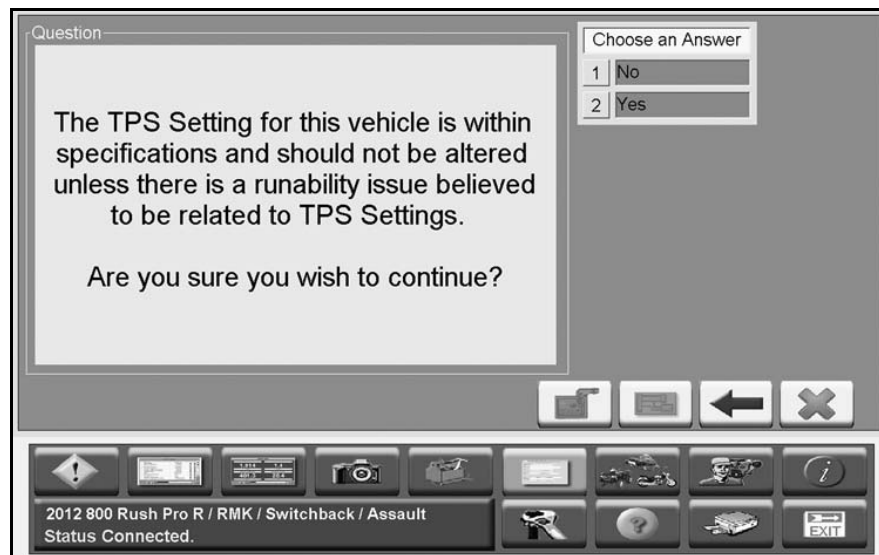 Question
The TPS Setting for this vehicle is within
specifications and should not be altered
unless there is a runability issue believed
to be related to TPS Settings.
Are you sure you wish to continue?
Choose an Answer
1 No
2 Yes
2012 800 Rush Pro R / RMK / Switchback / Assault
Status Connected.
EXIT